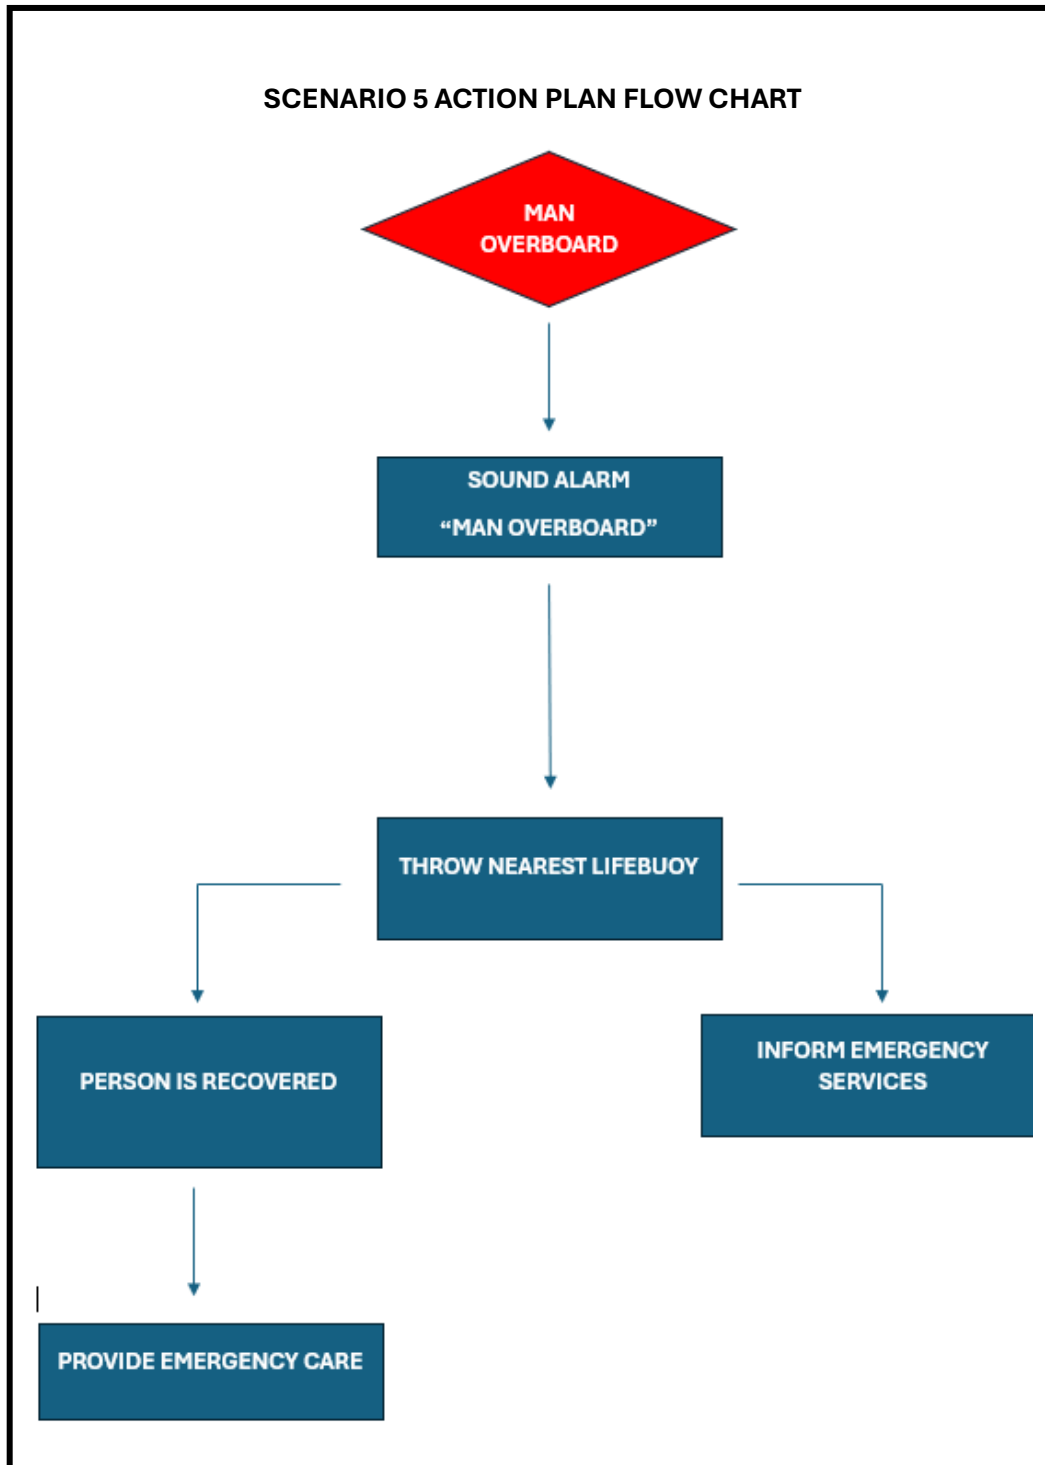 SCENARIO 5 ACTION PLAN FLOW CHART
MAN
OVERBOARD
SOUND ALARM
“MAN OVERBOARD”
THROW NEAREST LIFEBUOY
PERSON IS RECOVERED
INFORM EMERGENCY
SERVICES
PROVIDE EMERGENCY CARE